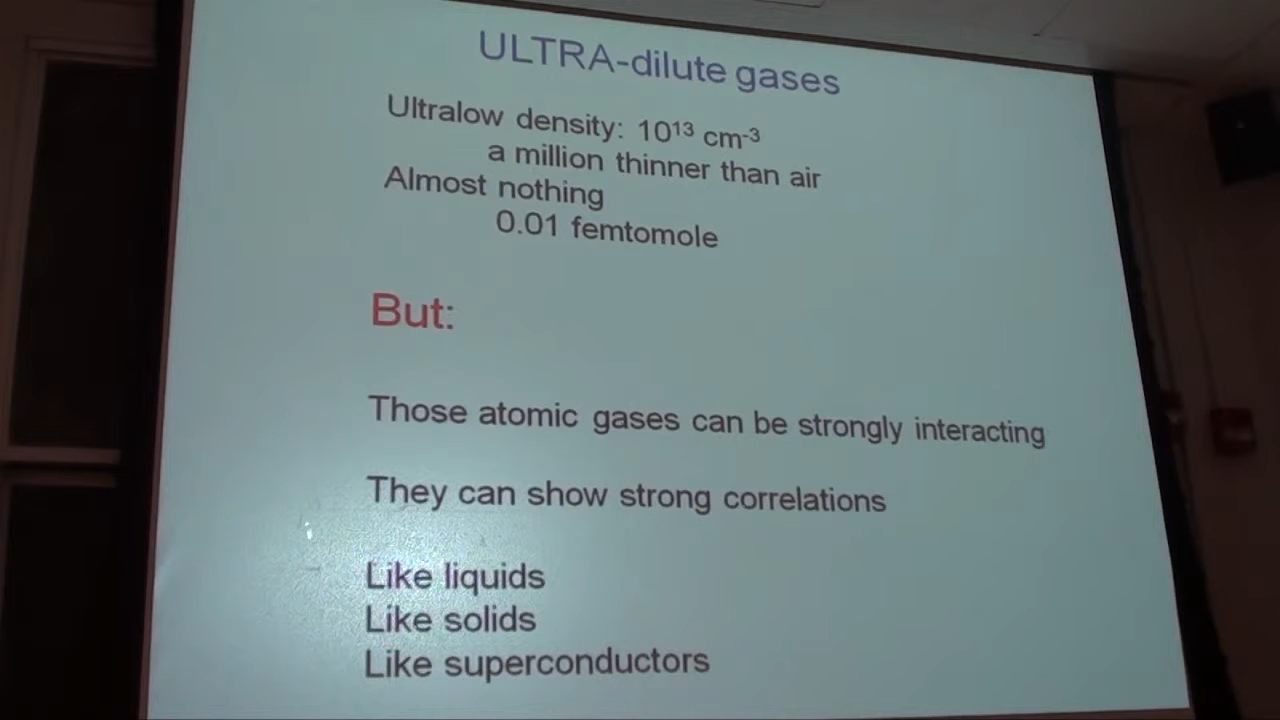 ULTRA-dilute gases
Ultralow density: 10¹³ cm⁻³
a million thinner than air
Almost nothing
0.01 femtomole
But:
Those atomic gases can be strongly interacting
They can show strong correlations
Like liquids
Like solids
Like superconductors